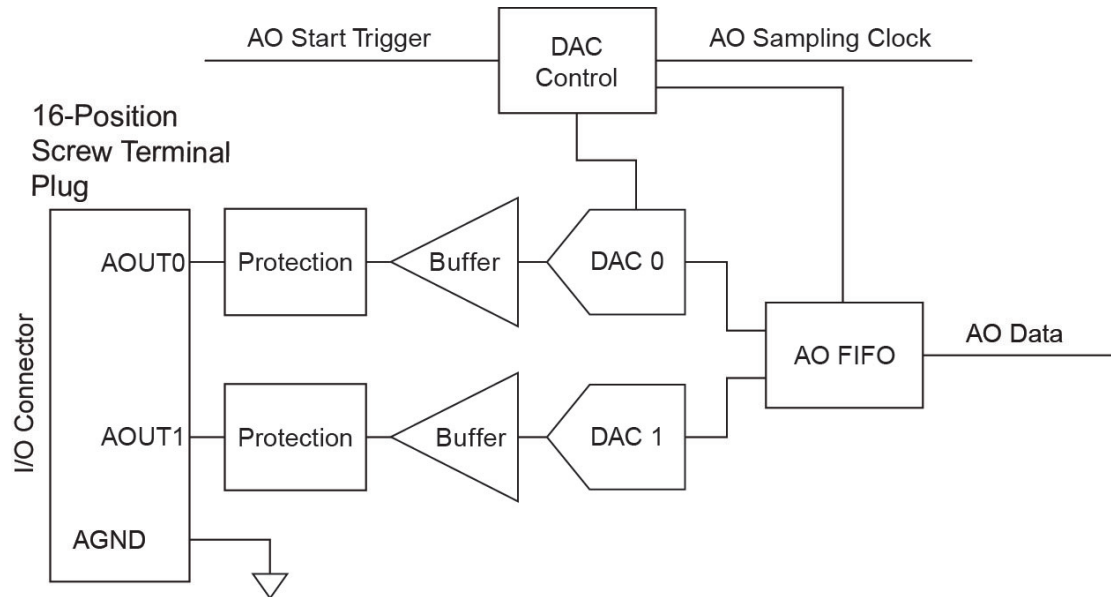 AO Start Trigger
DAC
Control
AO Sampling Clock
16-Position
Screw Terminal
Plug
I/O Connector
AOUT0
Protection
Buffer
DAC 0
AO FIFO
AO Data
AOUT1
Protection
Buffer
DAC 1
AGND